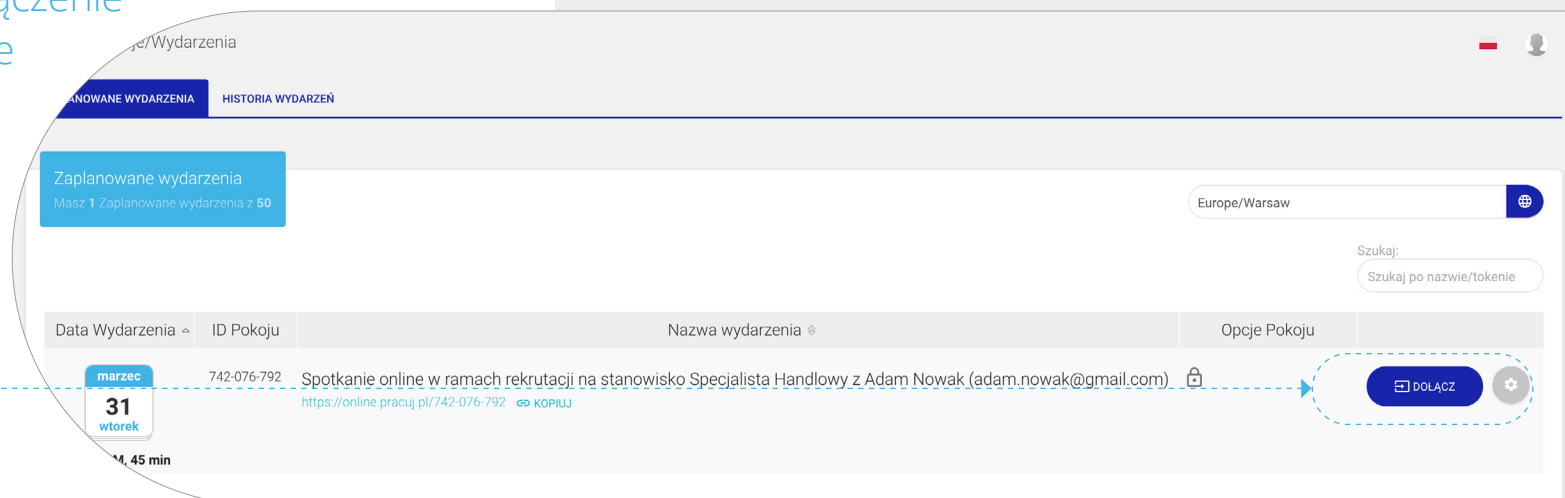 e
Wydarzenia
WYDARZENIA
HISTORIA WYDARZEŃ
Zaplanowane wydarzenia
Masz 1 Zaplanowane wydarzenia z 50
Europe/Warsaw
Szukaj:
Szukaj po nazwie/tokenie
Data Wydarzenia ID Pokoju Nazwa wydarzenia Opcje Pokoju
marzec
31
wtorek
742-076-792
Spotkanie online w ramach rekrutacji na stanowisko Specjalista Handlowy z Adam Nowak (adam.nowak@gmail.com)
https://online.pracuj.pl/742-076-792 KOPIUJ
DOŁĄCZ
M, 45 min